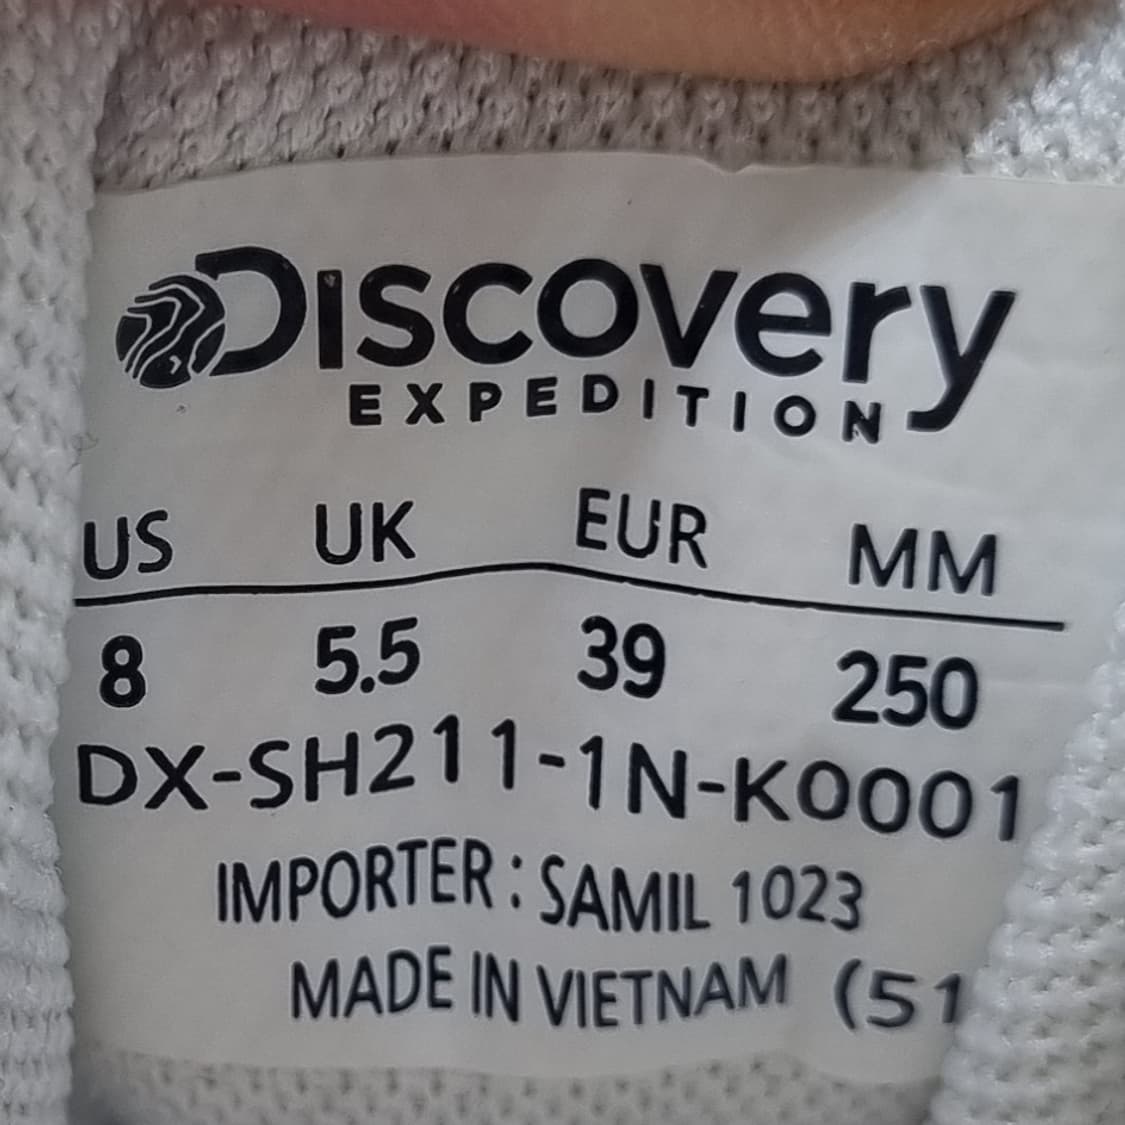 DISCOVERY
EXPEDITION
US UK EUR MM
8 5.5 39 250
DX-SH211-1N-K0001
IMPORTER : SAMIL 1023
MADE IN VIETNAM (51